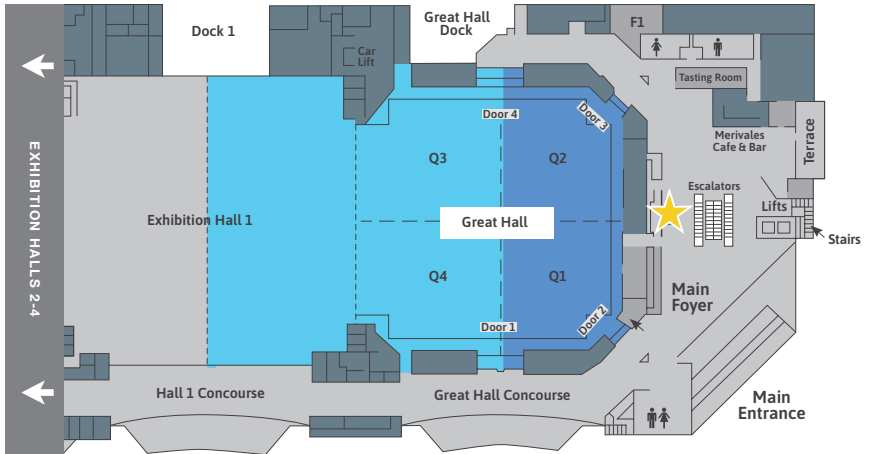 Dock 1
Great Hall
Dock
F1
Car
Lift
Tasting Room
Door 4
Door 3
Merivales
Cafe & Bar
Terrace
EXHIBITION HALLS 2-4
Q3
Q2
Escalators
Lifts
Exhibition Hall 1
Great Hall
Stairs
Q4
Q1
Main
Foyer
Door 1
Door 2
Hall 1 Concourse
Great Hall Concourse
Main
Entrance